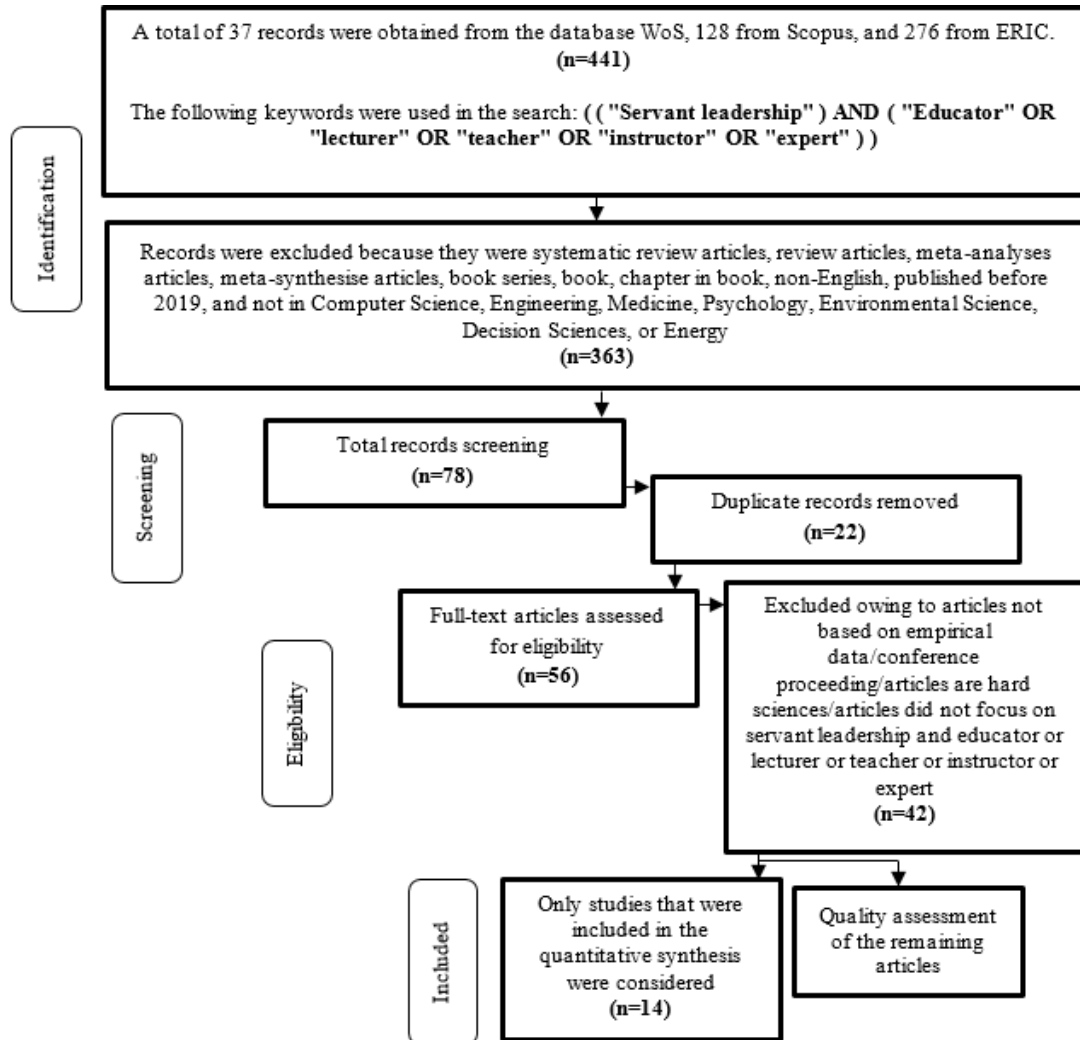 A total of 37 records were obtained from the database WoS, 128 from Scopus, and 276 from ERIC.
(n=441)
The following keywords were used in the search: ( ( "Servant leadership" ) AND ( "Educator" OR
"lecturer" OR "teacher" OR "instructor" OR "expert" ) )
Identification
Records were excluded because they were systematic review articles, review articles, meta-analyses
articles, meta-synthesise articles, book series, book, chapter in book, non-English, published before
2019, and not in Computer Science, Engineering, Medicine, Psychology, Environmental Science,
Decision Sciences, or Energy
(n=363)
Screening
Total records screening
(n=78)
Duplicate records removed
(n=22)
Eligibility
Full-text articles assessed
for eligibility
(n=56)
Excluded owing to articles not
based on empirical
data/conference
proceeding/articles are hard
sciences/articles did not focus on
servant leadership and educator or
lecturer or teacher or instructor or
expert
(n=42)
Included
Only studies that were
included in the
quantitative synthesis
were considered
(n=14)
Quality assessment
of the remaining
articles